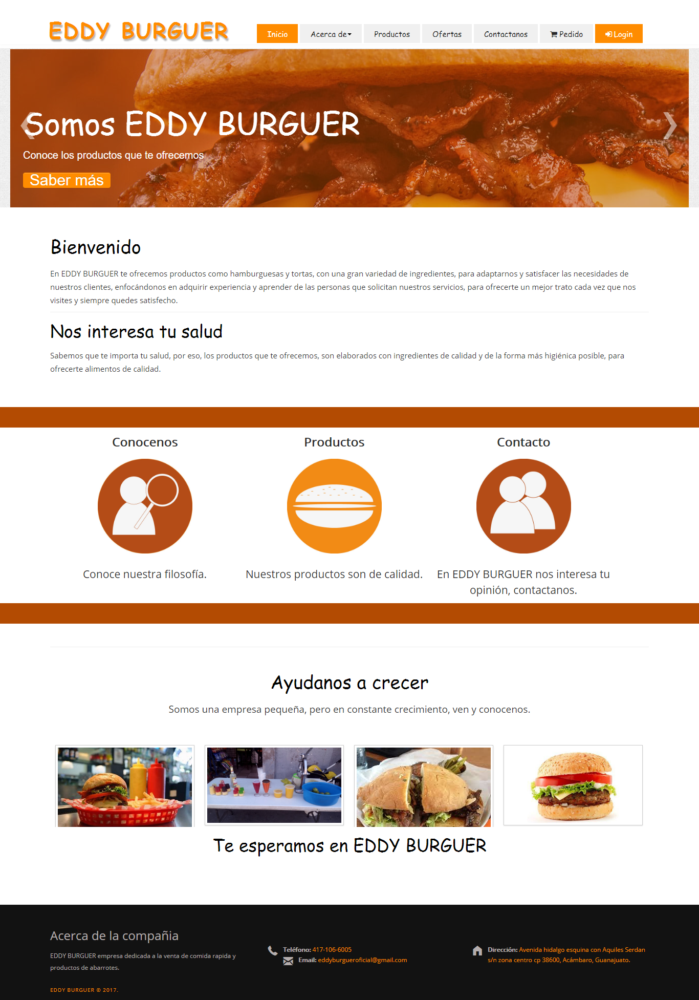 EDDY BURGUER
Inicio
Acerca de
Productos
Ofertas
Contactanos
Pedido
Login
Somos EDDY BURGUER
Conoce los productos que te ofrecemos
Saber más
Bienvenido
En EDDY BURGUER te ofrecemos productos como hamburguesas y tortas, con una gran variedad de ingredientes, para adaptarnos y satisfacer las necesidades de
nuestros clientes, enfocándonos en adquirir experiencia y aprender de las personas que solicitan nuestros servicios, para ofrecerte un mejor trato cada vez que nos
visites y siempre quedes satisfecho.
Nos interesa tu salud
Sabemos que te importa tu salud, por eso, los productos que te ofrecemos, son elaborados con ingredientes de calidad y de la forma más higiénica posible, para
ofrecerte alimentos de calidad.
Conocenos
Productos
Contacto
Conoce nuestra filosofía.
Nuestros productos son de calidad.
En EDDY BURGUER nos interesa tu
opinión, contactanos.
Ayudanos a crecer
Somos una empresa pequeña, pero en constante crecimiento, ven y conocenos.
Te esperamos en EDDY BURGUER
Acerca de la compañia
EDDY BURGUER empresa dedicada a la venta de comida rapida y
productos de abarrotes.
Teléfono: 417-106-6005
Email: eddyburgueroficial@gmail.com
Dirección: Avenida hidalgo esquina con Aquiles Serdan
s/n zona centro cp 38600, Acámbaro, Guanajuato.
EDDY BURGUER © 2017.